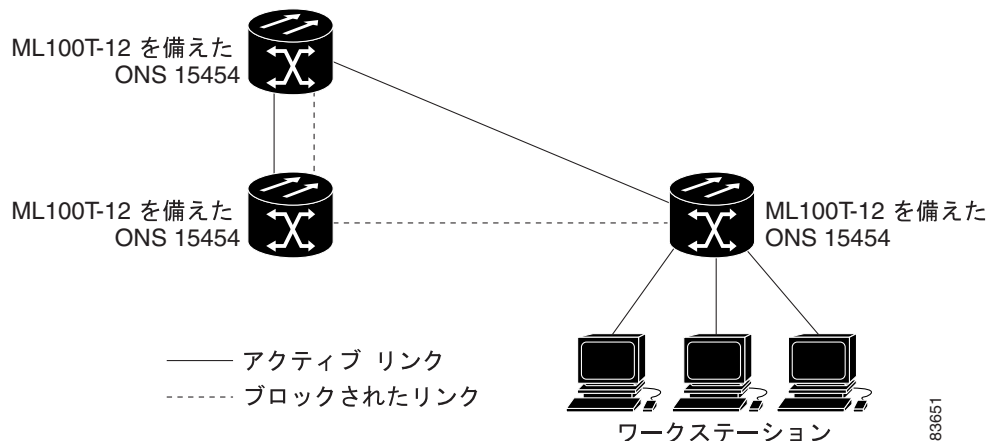 ML100T-12 を備えた
ONS 15454
ML100T-12 を備えた
ONS 15454
ML100T-12 を備えた
ONS 15454
アクティブ リンク
ブロックされたリンク
ワークステーション
83651